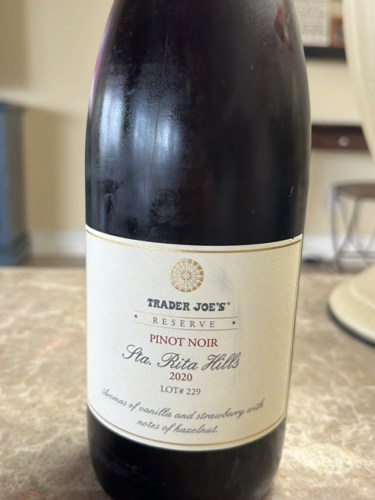 TRADER JOE'S®
RESERVE
PINOT NOIR
Sta. Rita Hills
2020
LOT# 229
Aromas of vanilla and strawberry with
notes of hazelnut.